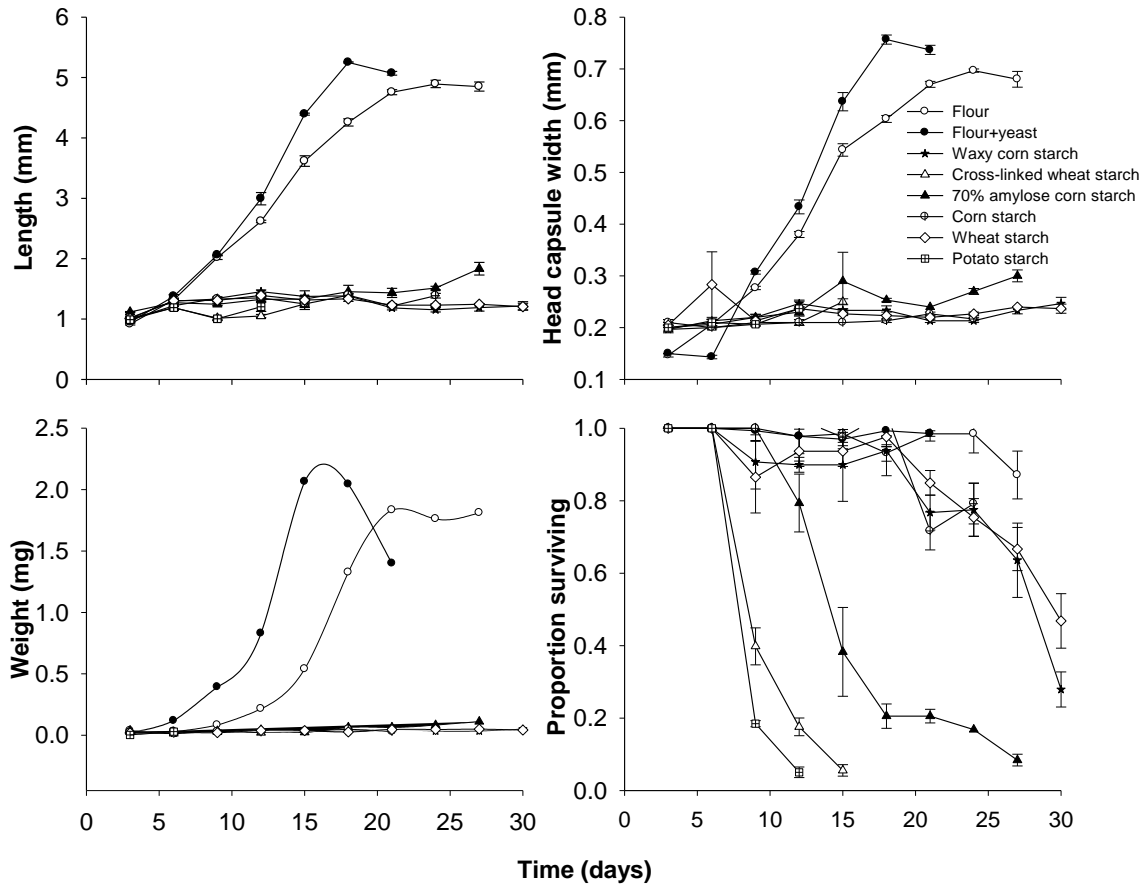 6
5
4
3
2
1
0
Length (mm)
0.8
0.7
0.6
0.5
0.4
0.3
0.2
0.1
Head capsule width (mm)
Flour
Flour+yeast
Waxy corn starch
Cross-linked wheat starch
70% amylose corn starch
Corn starch
Wheat starch
Potato starch
2.5
2.0
1.5
1.0
0.5
0.0
Weight (mg)
0 5 10 15 20 25 30
1.0
0.8
0.6
0.4
0.2
0.0
Proportion surviving
0 5 10 15 20 25 30
Time (days)